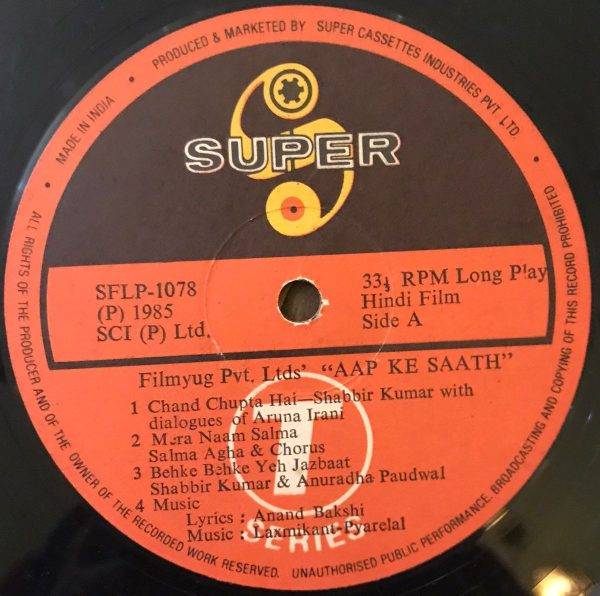 MADE IN INDIA • PRODUCED & MARKETED BY SUPER CASSETTES INDUSTRIES PVT. LTD. •
SUPER
SFLP-1078
(P) 1985
SCI (P) Ltd.
33⅓ RPM Long Play
Hindi Film
Side A
Filmyug Pvt. Ltds' "AAP KE SAATH"
1 Chand Chupta Hai—Shabbir Kumar with
dialogues of Aruna Irani
2 Mera Naam Salma
Salma Agha & Chorus
3 Behke Behke Yeh Jazbaat
Shabbir Kumar & Anuradha Paudwal
4 Music
Lyrics : Anand Bakshi
Music : Laxmikant-Pyarelal
T
SERIES
ALL RIGHTS OF THE PRODUCER AND OF THE OWNER OF THE RECORDED WORK RESERVED. UNAUTHORISED PUBLIC PERFORMANCE, BROADCASTING AND COPYING OF THIS RECORD PROHIBITED